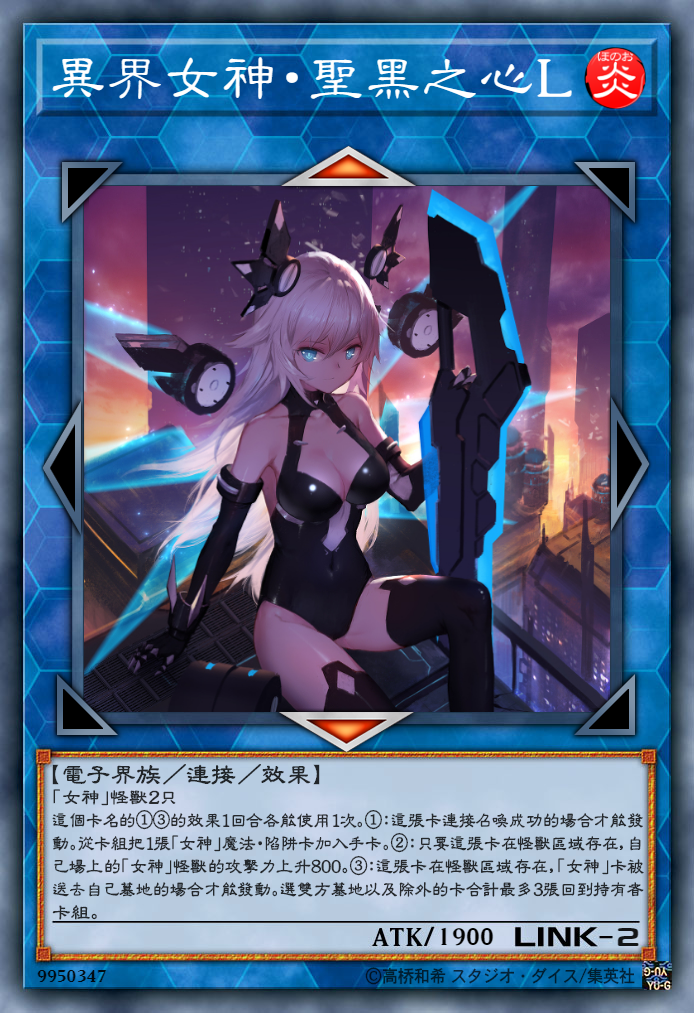 異界女神・聖黑之心L
炎
ほのお
【電子界族／連接／效果】
「女神」怪獸2只
這個卡名的①③的效果1回合各能使用1次。①：這張卡連接召喚成功的場合才能發
動。從卡組把1張「女神」魔法・陷阱卡加入手卡。②：只要這張卡在怪獸區域存在，自
己場上的「女神」怪獸的攻擊力上升800。③：這張卡在怪獸區域存在，「女神」卡被
送去自己墓地的場合才能發動。選雙方墓地以及除外的卡合計最多3張回到持有者
卡組。
ATK/1900 LINK-2
9950347
©高桥和希 スタジオ・ダイス/集英社
YU-G